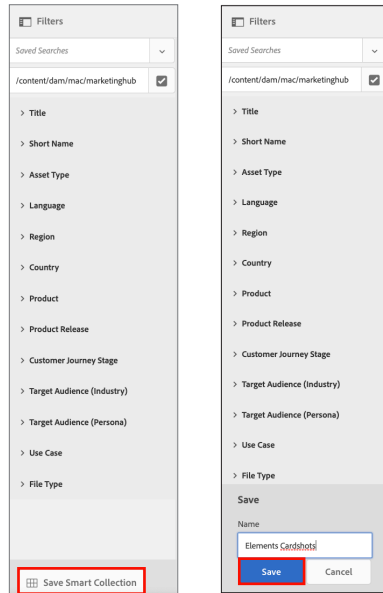 Filters
Saved Searches
/content/dam/mac/marketinghub
Title
Short Name
Asset Type
Language
Region
Country
Product
Product Release
Customer Journey Stage
Target Audience (Industry)
Target Audience (Persona)
Use Case
File Type
Save Smart Collection
Filters
Saved Searches
/content/dam/mac/marketinghub
Title
Short Name
Asset Type
Language
Region
Country
Product
Product Release
Customer Journey Stage
Target Audience (Industry)
Target Audience (Persona)
Use Case
File Type
Save
Name
Elements Cardshots
Save Cancel